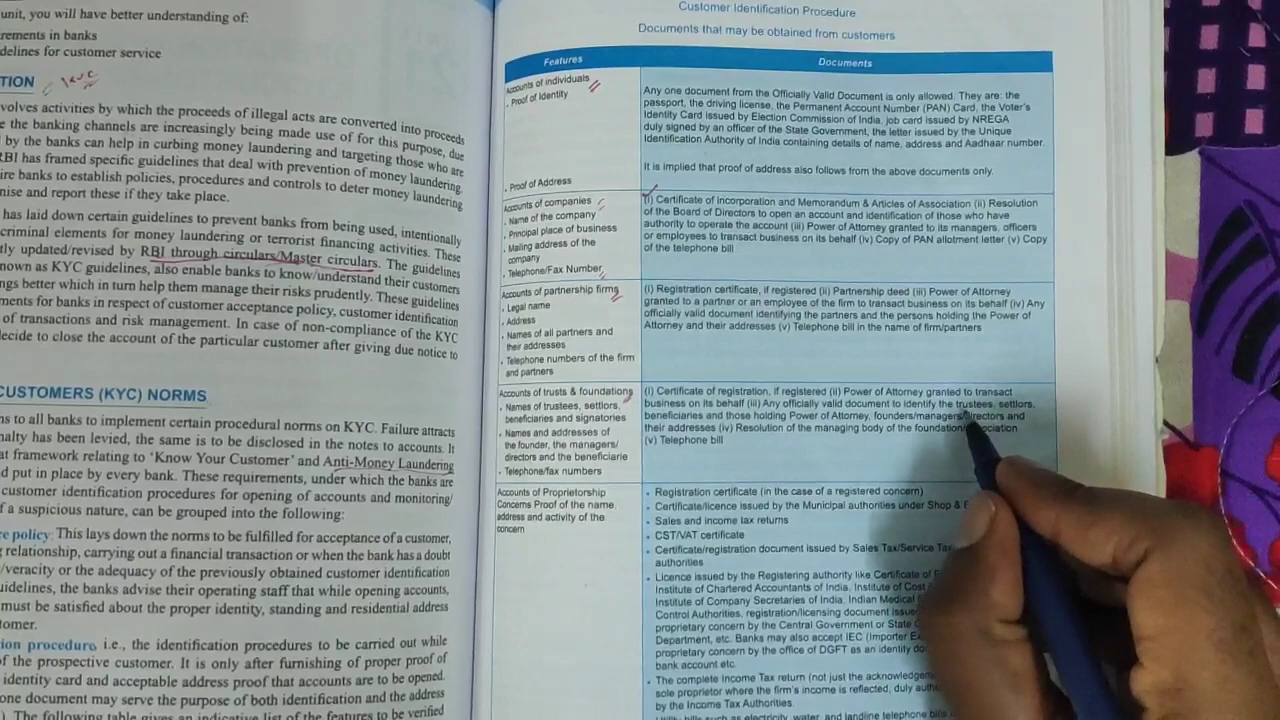 unit, you will have better understanding of:
rements in banks
delines for customer service
TION
KYC
volves activities by which the proceeds of illegal acts are converted into proceeds
e the banking channels are increasingly being made use of for this purpose, due
by the banks can help in curbing money laundering and targeting those who are
RBI has framed specific guidelines that deal with prevention of money laundering.
ire banks to establish policies, procedures and controls to deter money laundering
nise and report these if they take place.
has laid down certain guidelines to prevent banks from being used, intentionally
criminal elements for money laundering or terrorist financing activities. These
tly updated/revised by RBI through circulars/Master circulars. The guidelines
nown as KYC guidelines, also enable banks to know/understand their customers
ngs better which in turn help them manage their risks prudently. These guidelines
ments for banks in respect of customer acceptance policy, customer identification
of transactions and risk management. In case of non-compliance of the KYC
decide to close the account of the particular customer after giving due notice to
CUSTOMERS (KYC) NORMS
ns to all banks to implement certain procedural norms on KYC. Failure attracts
nalty has been levied, the same is to be disclosed in the notes to accounts. It
at framework relating to 'Know Your Customer' and Anti-Money Laundering
d put in place by every bank. These requirements, under which the banks are
customer identification procedures for opening of accounts and monitoring/
f a suspicious nature, can be grouped into the following:
ce policy: This lays down the norms to be fulfilled for acceptance of a customer,
relationship, carrying out a financial transaction or when the bank has a doubt
/veracity or the adequacy of the previously obtained customer identification
uidelines, the banks advise their operating staff that while opening accounts,
must be satisfied about the proper identity, standing and residential address
tomer.
ion procedure, i.e., the identification procedures to be carried out while
of the prospective customer. It is only after furnishing of proper proof of
identity card and acceptable address proof that accounts are to be opened.
one document may serve the purpose of both identification and the address
The following table gives an indicative list of the features to be verified
Customer Identification Procedure
Documents that may be obtained from customers
Features
Documents
Accounts of individuals
• Proof of Identity
• Proof of Address
Any one document from the Officially Valid Document is only allowed. They are: the
passport, the driving license, the Permanent Account Number (PAN) Card, the Voter's
Identity Card issued by Election Commission of India, job card issued by NREGA
duly signed by an officer of the State Government, the letter issued by the Unique
Identification Authority of India containing details of name, address and Aadhaar number.
It is implied that proof of address also follows from the above documents only.
Accounts of companies
• Name of the company
• Principal place of business
• Mailing address of the
company
• Telephone/Fax Number
(i) Certificate of Incorporation and Memorandum & Articles of Association (ii) Resolution
of the Board of Directors to open an account and identification of those who have
authority to operate the account (iii) Power of Attorney granted to its managers, officers
or employees to transact business on its behalf (iv) Copy of PAN allotment letter (v) Copy
of the telephone bill
Accounts of partnership firms
• Legal name
• Address
• Names of all partners and
their addresses
• Telephone numbers of the firm
and partners
(i) Registration certificate, if registered (ii) Partnership deed (iii) Power of Attorney
granted to a partner or an employee of the firm to transact business on its behalf (iv) Any
officially valid document identifying the partners and the persons holding the Power of
Attorney and their addresses (v) Telephone bill in the name of firm/partners
Accounts of trusts & foundations
• Names of trustees, settlors,
beneficiaries and signatories
• Names and addresses of
the founder, the managers/
directors and the beneficiarie
• Telephone/fax numbers
(i) Certificate of registration, if registered (ii) Power of Attorney granted to transact
business on its behalf (iii) Any officially valid document to identify the trustees, settlors,
beneficiaries and those holding Power of Attorney, founders/managers/directors and
their addresses (iv) Resolution of the managing body of the foundation/
(v) Telephone bill
Accounts of Proprietorship
Concerns Proof of the name,
address and activity of the
concern
• Registration certificate (in the case of a registered concern)
• Certificate/licence issued by the Municipal authorities under Shop &
• Sales and income tax returns
• CST/VAT certificate
• Certificate/registration document issued by Sales Tax/Service Tax
authorities
• Licence issued by the Registering authority like Certificate of
Institute of Chartered Accountants of India, Institute of Cost
Institute of Company Secretaries of India, Indian Medical
Control Authorities, registration/licensing document issued
proprietary concern by the Central Government or State
Department, etc. Banks may also accept IEC (Importer
proprietary concern by the office of DGFT as an identity
bank account etc.
• The complete Income Tax return (not just the
sole proprietor where the firm's income is reflected, duly
by the Income Tax Authorities.
• Utility bills such as electricity, water, and landline telephone bills